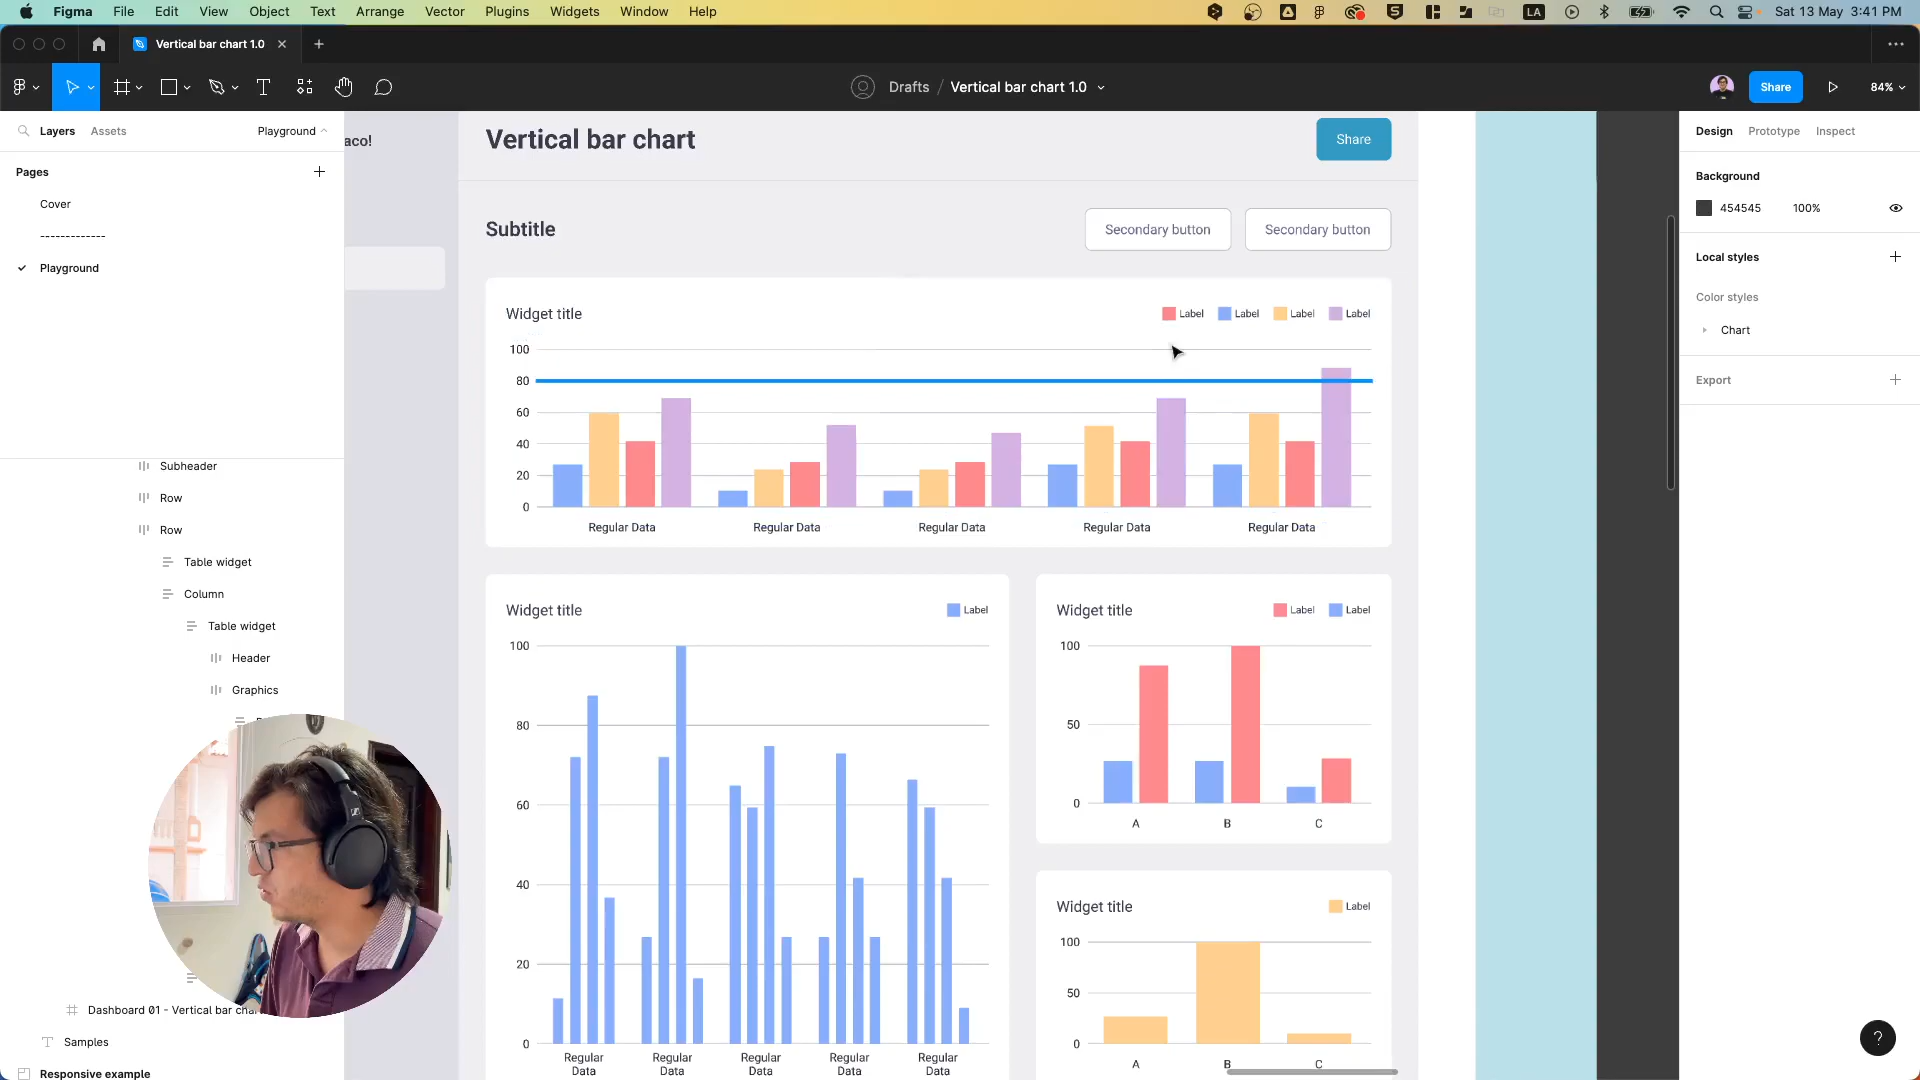 Figma File Edit View Object Text Arrange Vector Plugins Widgets Window Help
LA
Sat 13 May 3:41 PM
Vertical bar chart 1.0
Drafts / Vertical bar chart 1.0
Share
84%
Layers Assets Playground
Pages
Cover
-------------
Playground
Subheader
Row
Row
Table widget
Column
Table widget
Header
Graphics
Dashboard 01 - Vertical bar cha
Samples
Responsive example
aco!
Vertical bar chart
Share
Subtitle
Secondary button
Secondary button
Widget title
Label Label Label Label
100
80
60
40
20
0
Regular Data Regular Data Regular Data Regular Data Regular Data
Widget title
Label
100
80
60
40
20
0
Regular Regular Regular Regular Regular
Data Data Data Data Data
Widget title
Label Label
100
50
0
A B C
Widget title
Label
100
50
0
A B C
Design Prototype Inspect
Background
454545 100%
Local styles
Color styles
Chart
Export
?